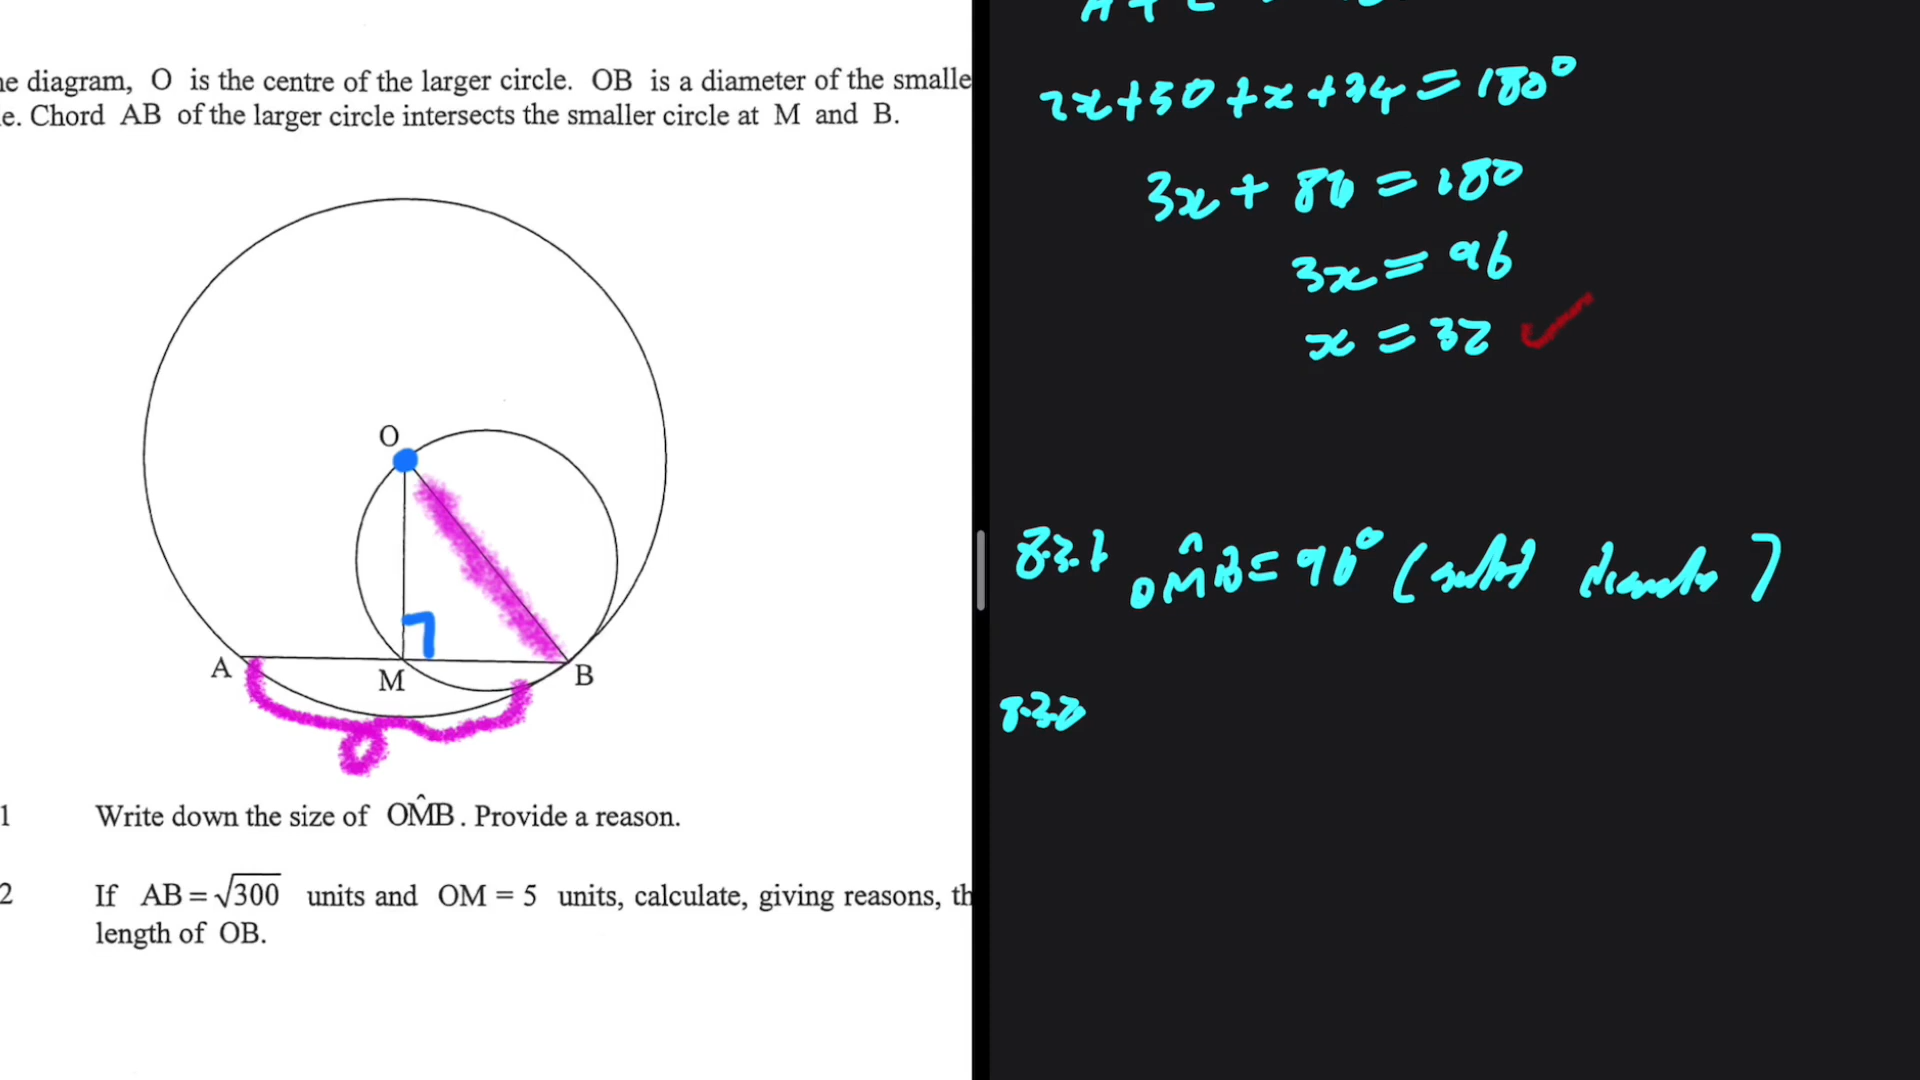 he diagram, O is the centre of the larger circle. OB is a diameter of the smalle
e. Chord AB of the larger circle intersects the smaller circle at M and B.
O
A
M
B
1 Write down the size of OM̂B. Provide a reason.
2 If AB = √300 units and OM = 5 units, calculate, giving reasons, th
length of OB.
2x+50+x+34=180°
3x + 84 = 180
3x = 96
x = 32
8.3.1 OM̂B = 90° (
8.3.2